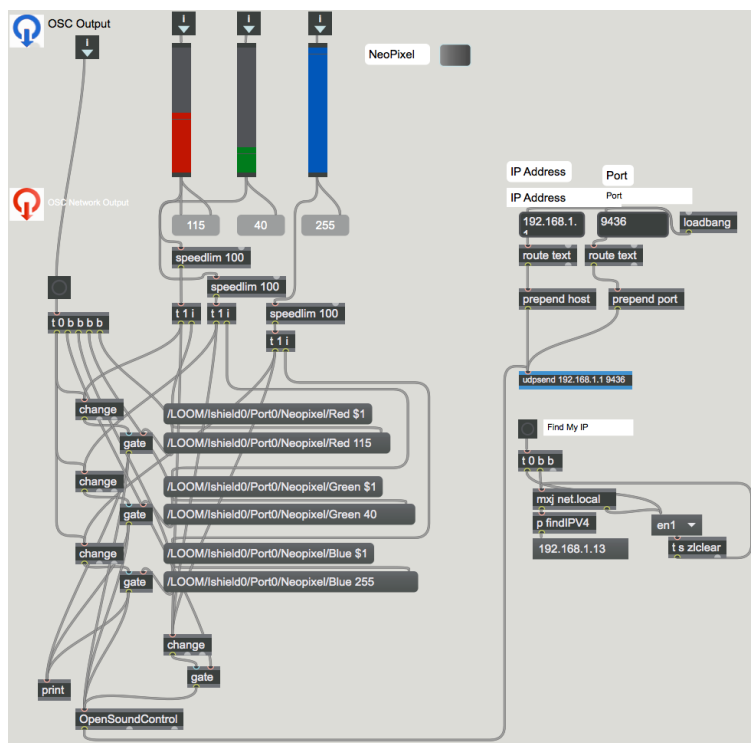 OSC Output
i
i
i
i
NeoPixel
OSC Network Output
IP Address
Port
IP Address
Port
115
40
255
192.168.1.
9436
loadbang
speedlim 100
route text
route text
speedlim 100
prepend host
prepend port
t 1 i
t 1 i
speedlim 100
t 0 b b b b
t 1 i
udpsend 192.168.1.1 9436
change
/LOOM/Ishield0/Port0/Neopixel/Red $1
gate
/LOOM/Ishield0/Port0/Neopixel/Red 115
Find My IP
t 0 b b
change
/LOOM/Ishield0/Port0/Neopixel/Green $1
mxj net.local
gate
/LOOM/Ishield0/Port0/Neopixel/Green 40
p findIPV4
en1
change
/LOOM/Ishield0/Port0/Neopixel/Blue $1
192.168.1.13
t s zlclear
gate
/LOOM/Ishield0/Port0/Neopixel/Blue 255
change
gate
print
OpenSoundControl